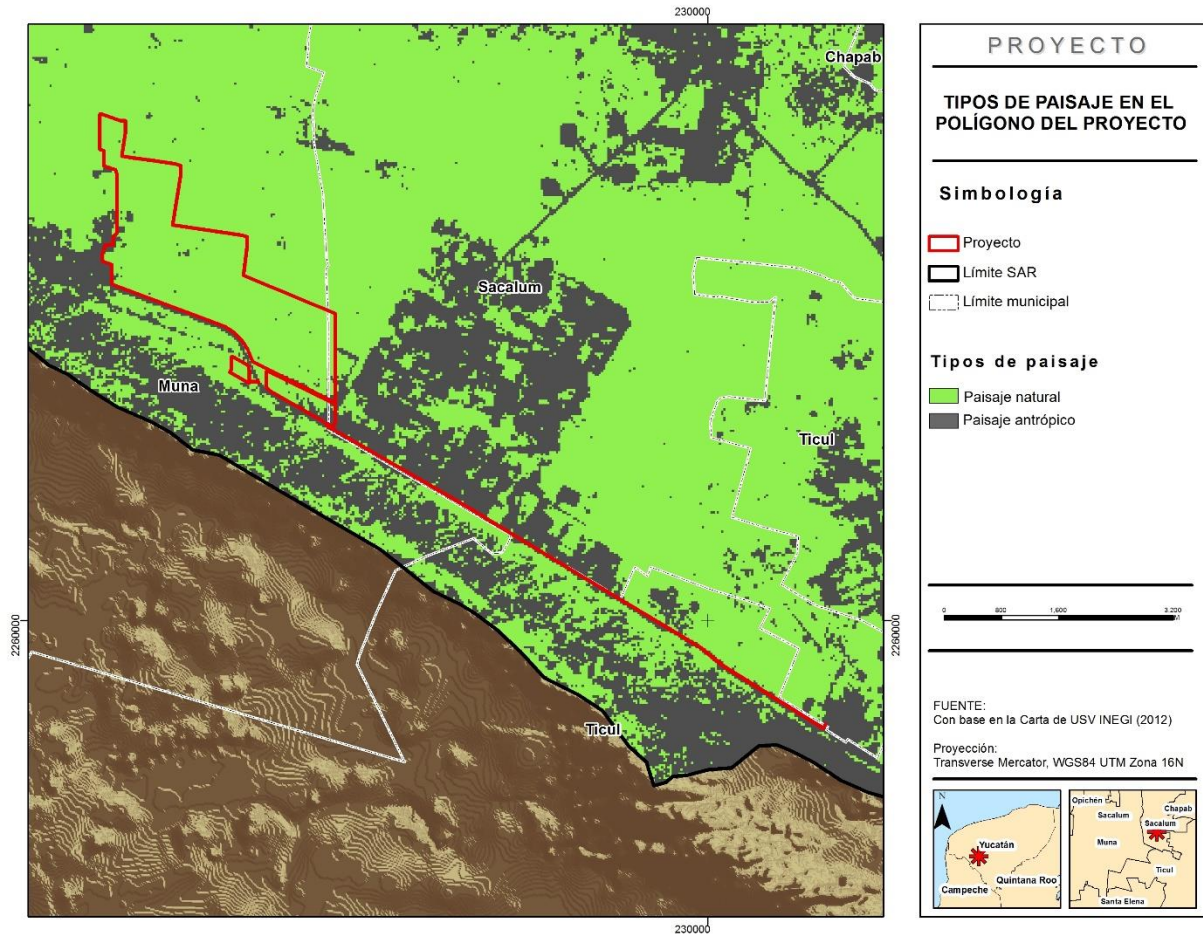 230000
Chapab
Sacalum
Muna
Ticul
2260000
2260000
Ticul
230000
PROYECTO
TIPOS DE PAISAJE EN EL
POLÍGONO DEL PROYECTO
Simbología
Proyecto
Límite SAR
Límite municipal
Tipos de paisaje
Paisaje natural
Paisaje antrópico
0 800 1,600 3,200
M
FUENTE:
Con base en la Carta de USV INEGI (2012)
Proyección:
Transverse Mercator, WGS84 UTM Zona 16N
N
Yucatán
Quintana Roo
Campeche
Opichén
Sacalum
Chapab
Sacalum
Muna
Ticul
Santa Elena